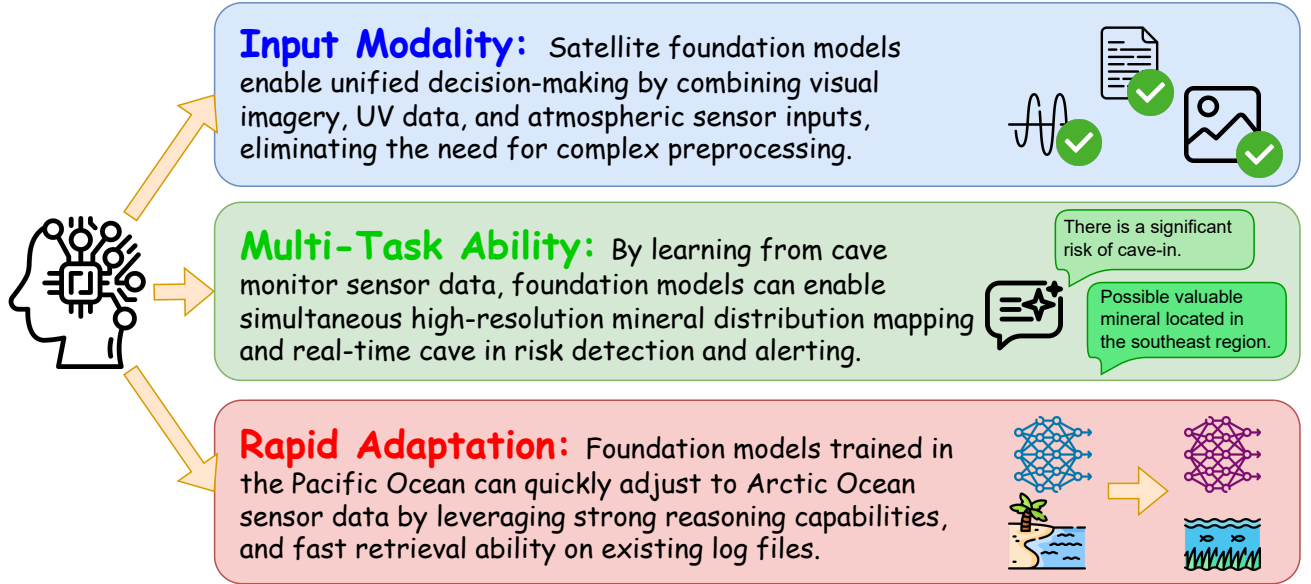 Input Modality: Satellite foundation models
enable unified decision-making by combining visual
imagery, UV data, and atmospheric sensor inputs,
eliminating the need for complex preprocessing.
Multi-Task Ability: By learning from cave
monitor sensor data, foundation models can enable
simultaneous high-resolution mineral distribution mapping
and real-time cave in risk detection and alerting.
There is a significant
risk of cave-in.
Possible valuable
mineral located in
the southeast region.
Rapid Adaptation: Foundation models trained in
the Pacific Ocean can quickly adjust to Arctic Ocean
sensor data by leveraging strong reasoning capabilities,
and fast retrieval ability on existing log files.